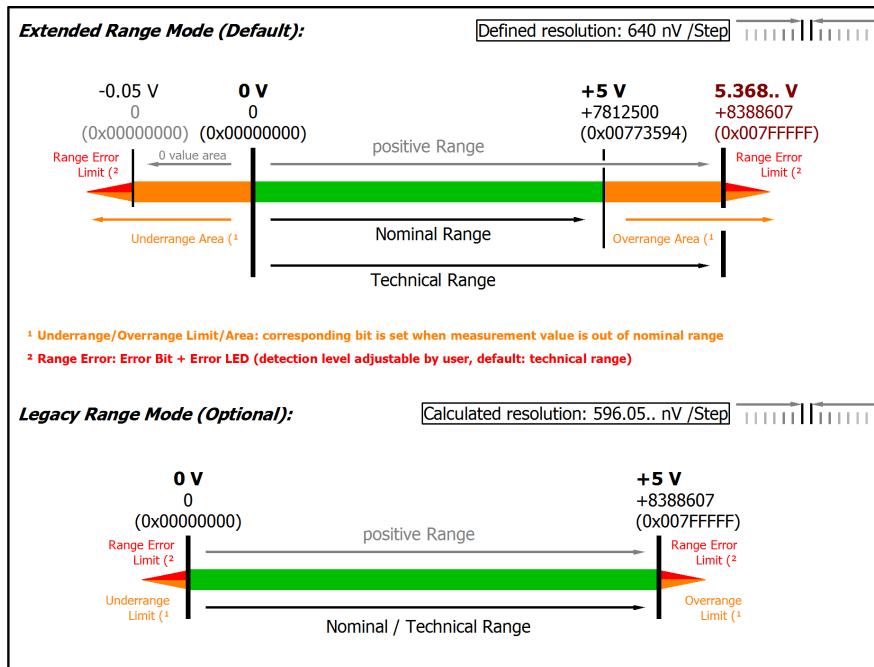 Extended Range Mode (Default):
Defined resolution: 640 nV /Step
-0.05 V
0
(0x00000000)
0 V
0
(0x00000000)
+5 V
+7812500
(0x00773594)
5.368.. V
+8388607
(0x007FFFFF)
Range Error
Limit (²
0 value area
positive Range
Range Error
Limit (²
Underrange Area (¹
Nominal Range
Overrange Area (¹
Technical Range
¹ Underrange/Overrange Limit/Area: corresponding bit is set when measurement value is out of nominal range
² Range Error: Error Bit + Error LED (detection level adjustable by user, default: technical range)
Legacy Range Mode (Optional):
Calculated resolution: 596.05.. nV /Step
0 V
0
(0x00000000)
+5 V
+8388607
(0x007FFFFF)
Range Error
Limit (²
positive Range
Range Error
Limit (²
Underrange
Limit (¹
Overrange
Limit (¹
Nominal / Technical Range